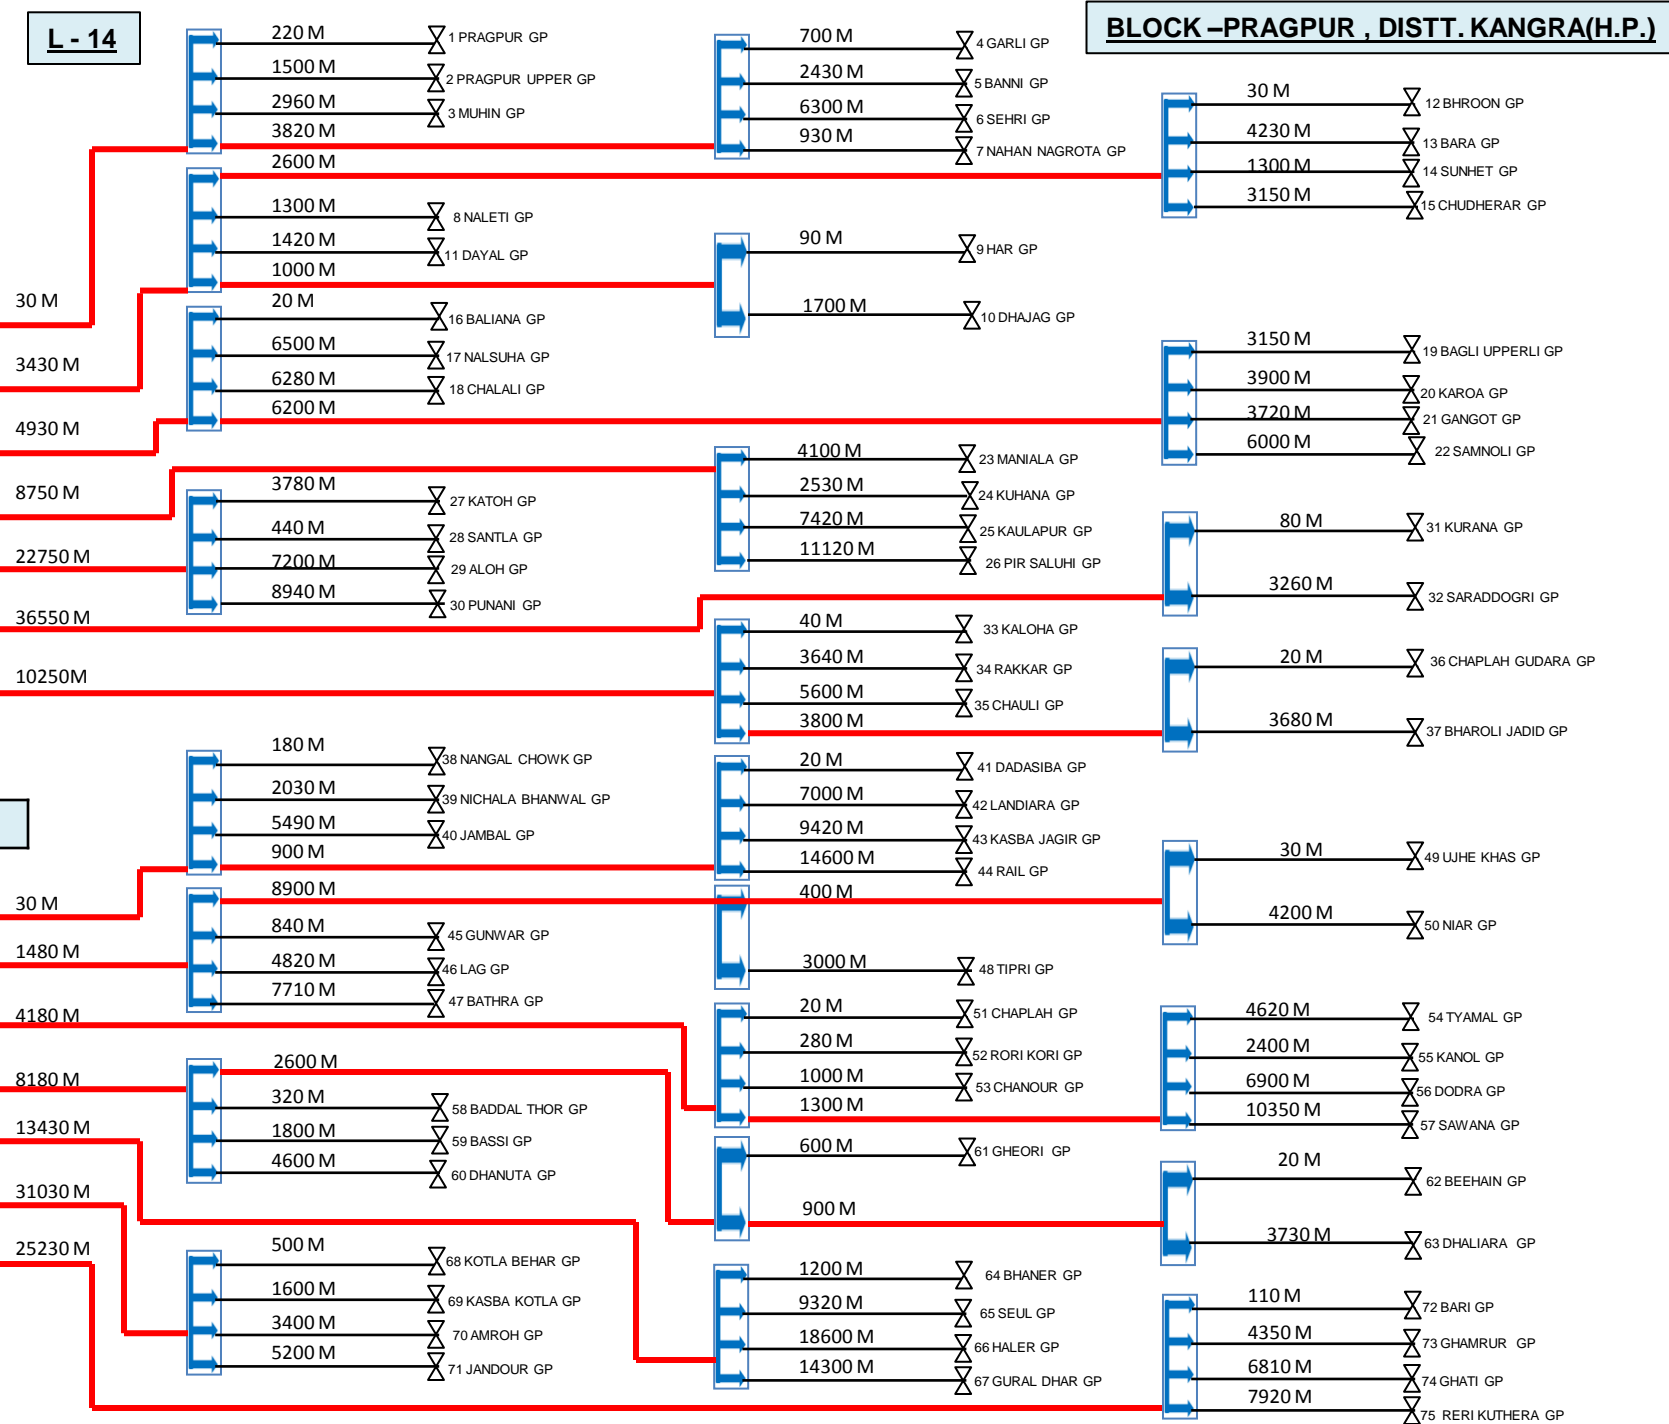 L - 14
BLOCK –PRAGPUR , DISTT. KANGRA(H.P.)
30 M
3430 M
4930 M
8750 M
22750 M
36550 M
10250M
30 M
1480 M
4180 M
8180 M
13430 M
31030 M
25230 M
220 M 1 PRAGPUR GP
1500 M 2 PRAGPUR UPPER GP
2960 M 3 MUHIN GP
3820 M
700 M 4 GARLI GP
2430 M 5 BANNI GP
6300 M 6 SEHRI GP
930 M 7 NAHAN NAGROTA GP
2600 M
1300 M 8 NALETI GP
1420 M 11 DAYAL GP
1000 M
90 M 9 HAR GP
1700 M 10 DHAJAG GP
30 M 12 BHROON GP
4230 M 13 BARA GP
1300 M 14 SUNHET GP
3150 M 15 CHUDHERAR GP
20 M 16 BALIANA GP
6500 M 17 NALSUHA GP
6280 M 18 CHALALI GP
6200 M
3150 M 19 BAGLI UPPERLI GP
3900 M 20 KAROA GP
3720 M 21 GANGOT GP
6000 M 22 SAMNOLI GP
4100 M 23 MANIALA GP
2530 M 24 KUHANA GP
7420 M 25 KAULAPUR GP
11120 M 26 PIR SALUHI GP
3780 M 27 KATOH GP
440 M 28 SANTLA GP
7200 M 29 ALOH GP
8940 M 30 PUNANI GP
80 M 31 KURANA GP
3260 M 32 SARADDOGRI GP
40 M 33 KALOHA GP
3640 M 34 RAKKAR GP
5600 M 35 CHAULI GP
3800 M
20 M 36 CHAPLAH GUDARA GP
3680 M 37 BHAROLI JADID GP
180 M 38 NANGAL CHOWK GP
2030 M 39 NICHALA BHANWAL GP
5490 M 40 JAMBAL GP
900 M
20 M 41 DADASIBA GP
7000 M 42 LANDIARA GP
9420 M 43 KASBA JAGIR GP
14600 M 44 RAIL GP
8900 M
840 M 45 GUNWAR GP
4820 M 46 LAG GP
7710 M 47 BATHRA GP
400 M
3000 M 48 TIPRI GP
30 M 49 UJHE KHAS GP
4200 M 50 NIAR GP
20 M 51 CHAPLAH GP
280 M 52 RORI KORI GP
1000 M 53 CHANOUR GP
1300 M
4620 M 54 TYAMAL GP
2400 M 55 KANOL GP
6900 M 56 DODRA GP
10350 M 57 SAWANA GP
2600 M
320 M 58 BADDAL THOR GP
1800 M 59 BASSI GP
4600 M 60 DHANUTA GP
600 M 61 GHEORI GP
900 M
20 M 62 BEEHAIN GP
3730 M 63 DHALIARA GP
1200 M 64 BHANER GP
9320 M 65 SEUL GP
18600 M 66 HALER GP
14300 M 67 GURAL DHAR GP
500 M 68 KOTLA BEHAR GP
1600 M 69 KASBA KOTLA GP
3400 M 70 AMROH GP
5200 M 71 JANDOUR GP
110 M 72 BARI GP
4350 M 73 GHAMRUR GP
6810 M 74 GHATI GP
7920 M 75 RERI KUTHERA GP